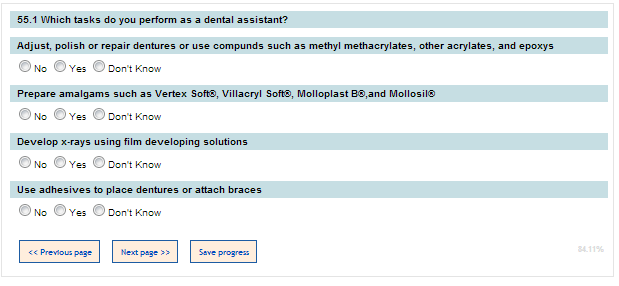 55.1 Which tasks do you perform as a dental assistant?
Adjust, polish or repair dentures or use compunds such as methyl methacrylates, other acrylates, and epoxys
No Yes Don't Know
Prepare amalgams such as Vertex Soft®, Villacryl Soft®, Molloplast B®,and Mollosil®
No Yes Don't Know
Develop x-rays using film developing solutions
No Yes Don't Know
Use adhesives to place dentures or attach braces
No Yes Don't Know
<< Previous page Next page >> Save progress 84.11%